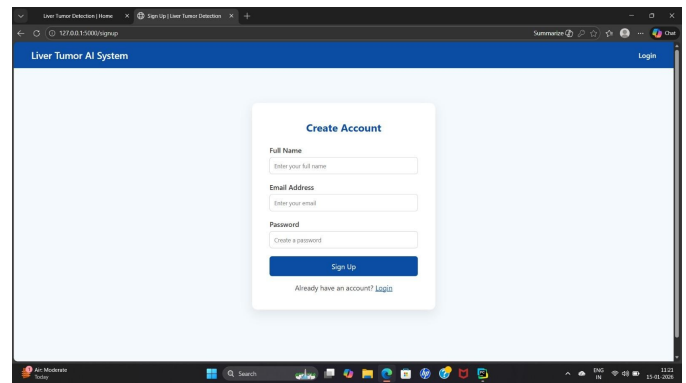 Liver Tumor Detection | Home
Sign Up | Liver Tumor Detection
127.0.0.1:5000/signup
Summarize
Chat
Liver Tumor AI System
Login
Create Account
Full Name
Enter your full name
Email Address
Enter your email
Password
Create a password
Sign Up
Already have an account? Login
Air: Moderate
Today
Search
ENG
IN
11:21
15-01-2026